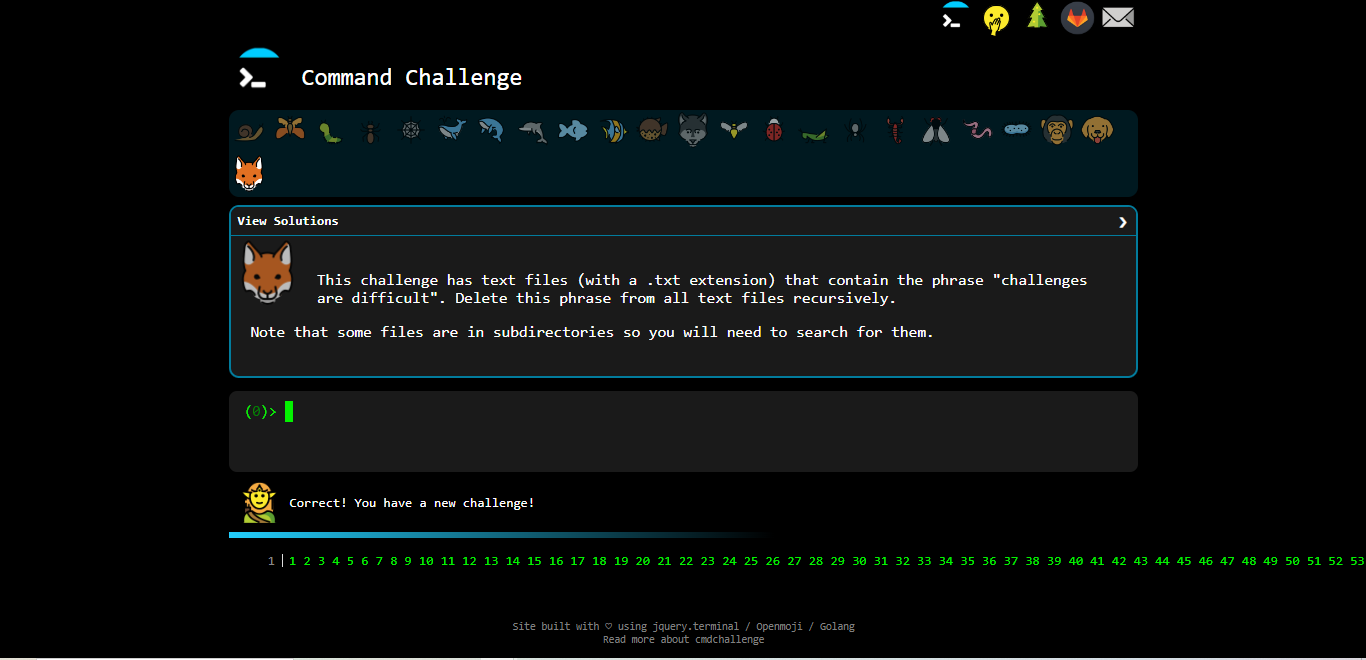 Command Challenge
View Solutions
This challenge has text files (with a .txt extension) that contain the phrase "challenges
are difficult". Delete this phrase from all text files recursively.
Note that some files are in subdirectories so you will need to search for them.
(0)>
Correct! You have a new challenge!
1 1 2 3 4 5 6 7 8 9 10 11 12 13 14 15 16 17 18 19 20 21 22 23 24 25 26 27 28 29 30 31 32 33 34 35 36 37 38 39 40 41 42 43 44 45 46 47 48 49 50 51 52 53
Site built with ♡ using jquery.terminal / Openmoji / Golang
Read more about cmdchallenge